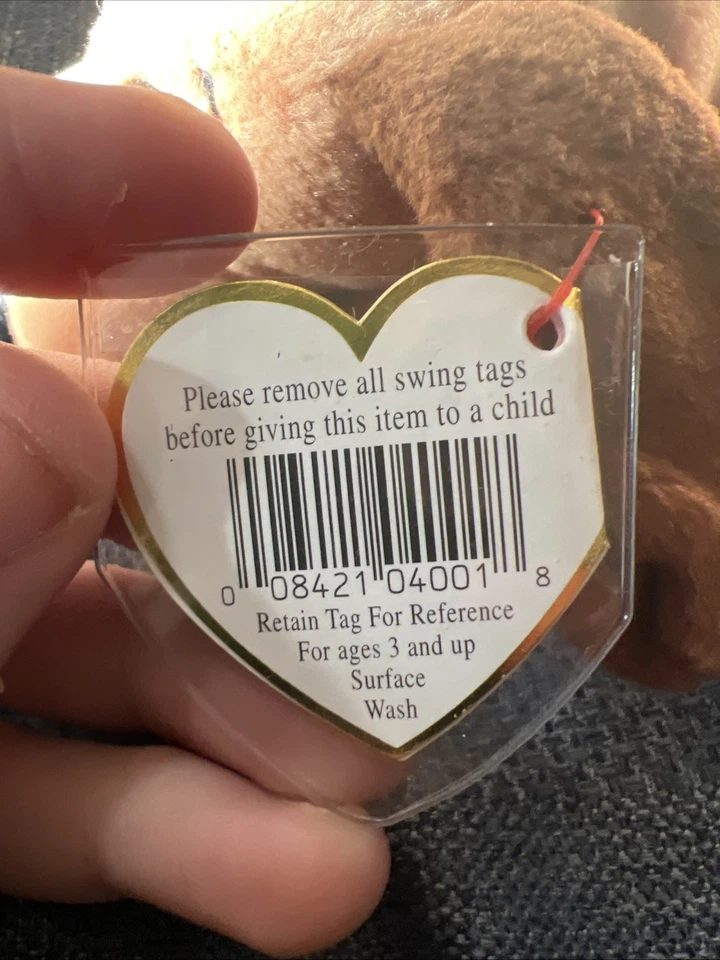 Please remove all swing tags
before giving this item to a child
0 08421 04001 8
Retain Tag For Reference
For ages 3 and up
Surface
Wash